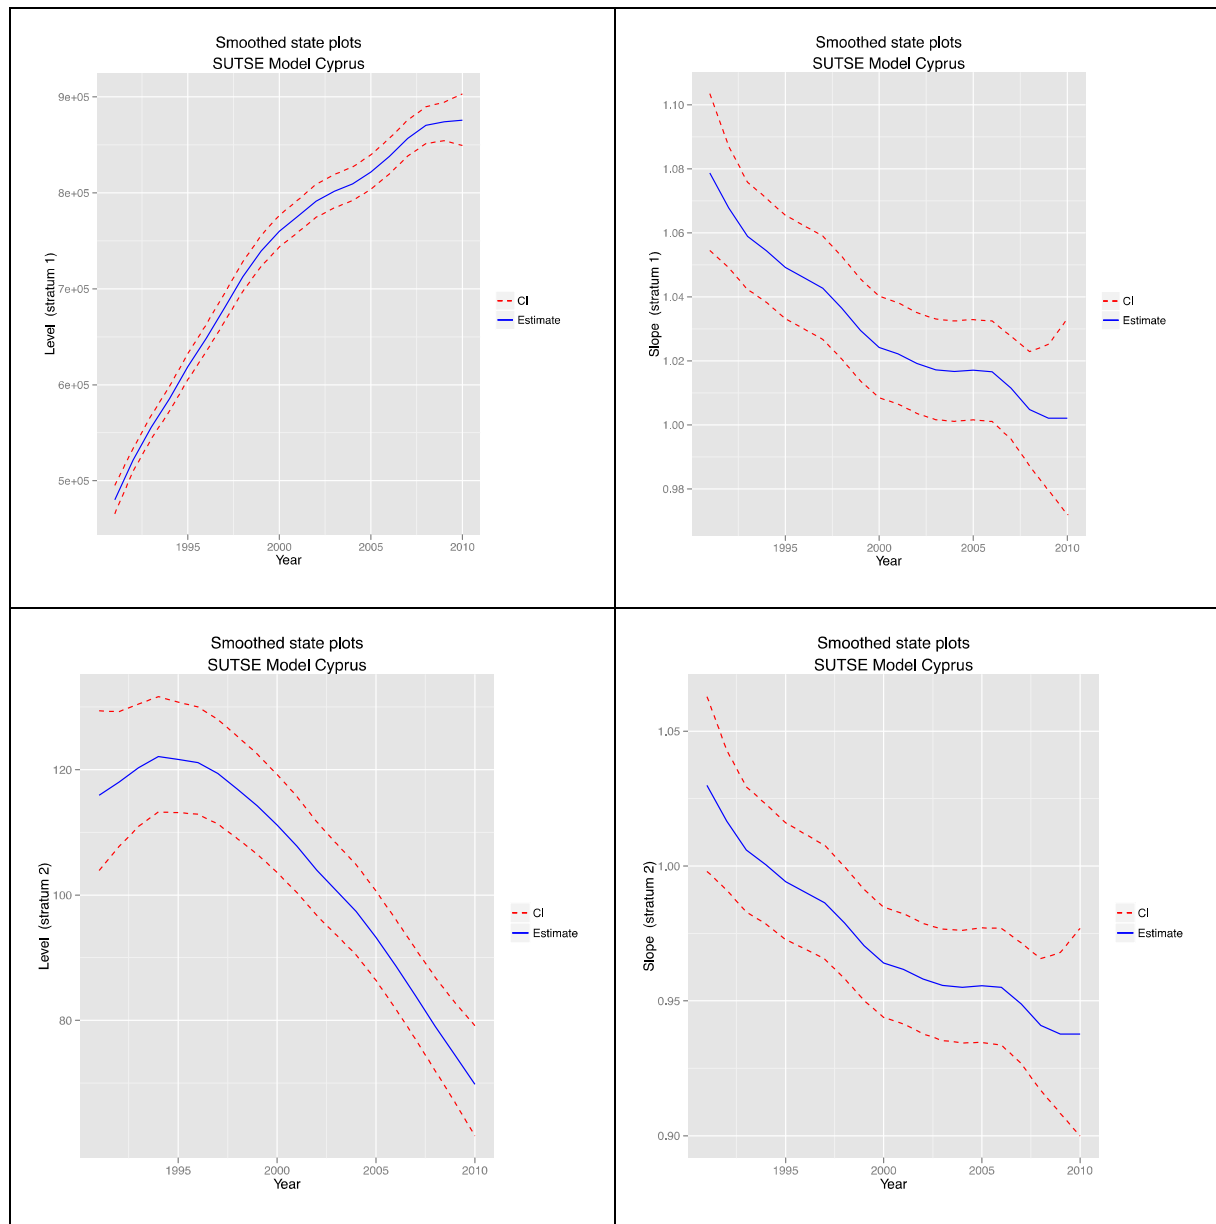 Smoothed state plots
SUTSE Model Cyprus
9e+05
8e+05
7e+05
6e+05
5e+05
Level (stratum 1)
1995
2000
2005
2010
Year
CI
Estimate
Smoothed state plots
SUTSE Model Cyprus
1.10
1.08
1.06
1.04
1.02
1.00
0.98
Slope (stratum 1)
1995
2000
2005
2010
Year
CI
Estimate
Smoothed state plots
SUTSE Model Cyprus
120
100
80
Level (stratum 2)
1995
2000
2005
2010
Year
CI
Estimate
Smoothed state plots
SUTSE Model Cyprus
1.05
1.00
0.95
0.90
Slope (stratum 2)
1995
2000
2005
2010
Year
CI
Estimate